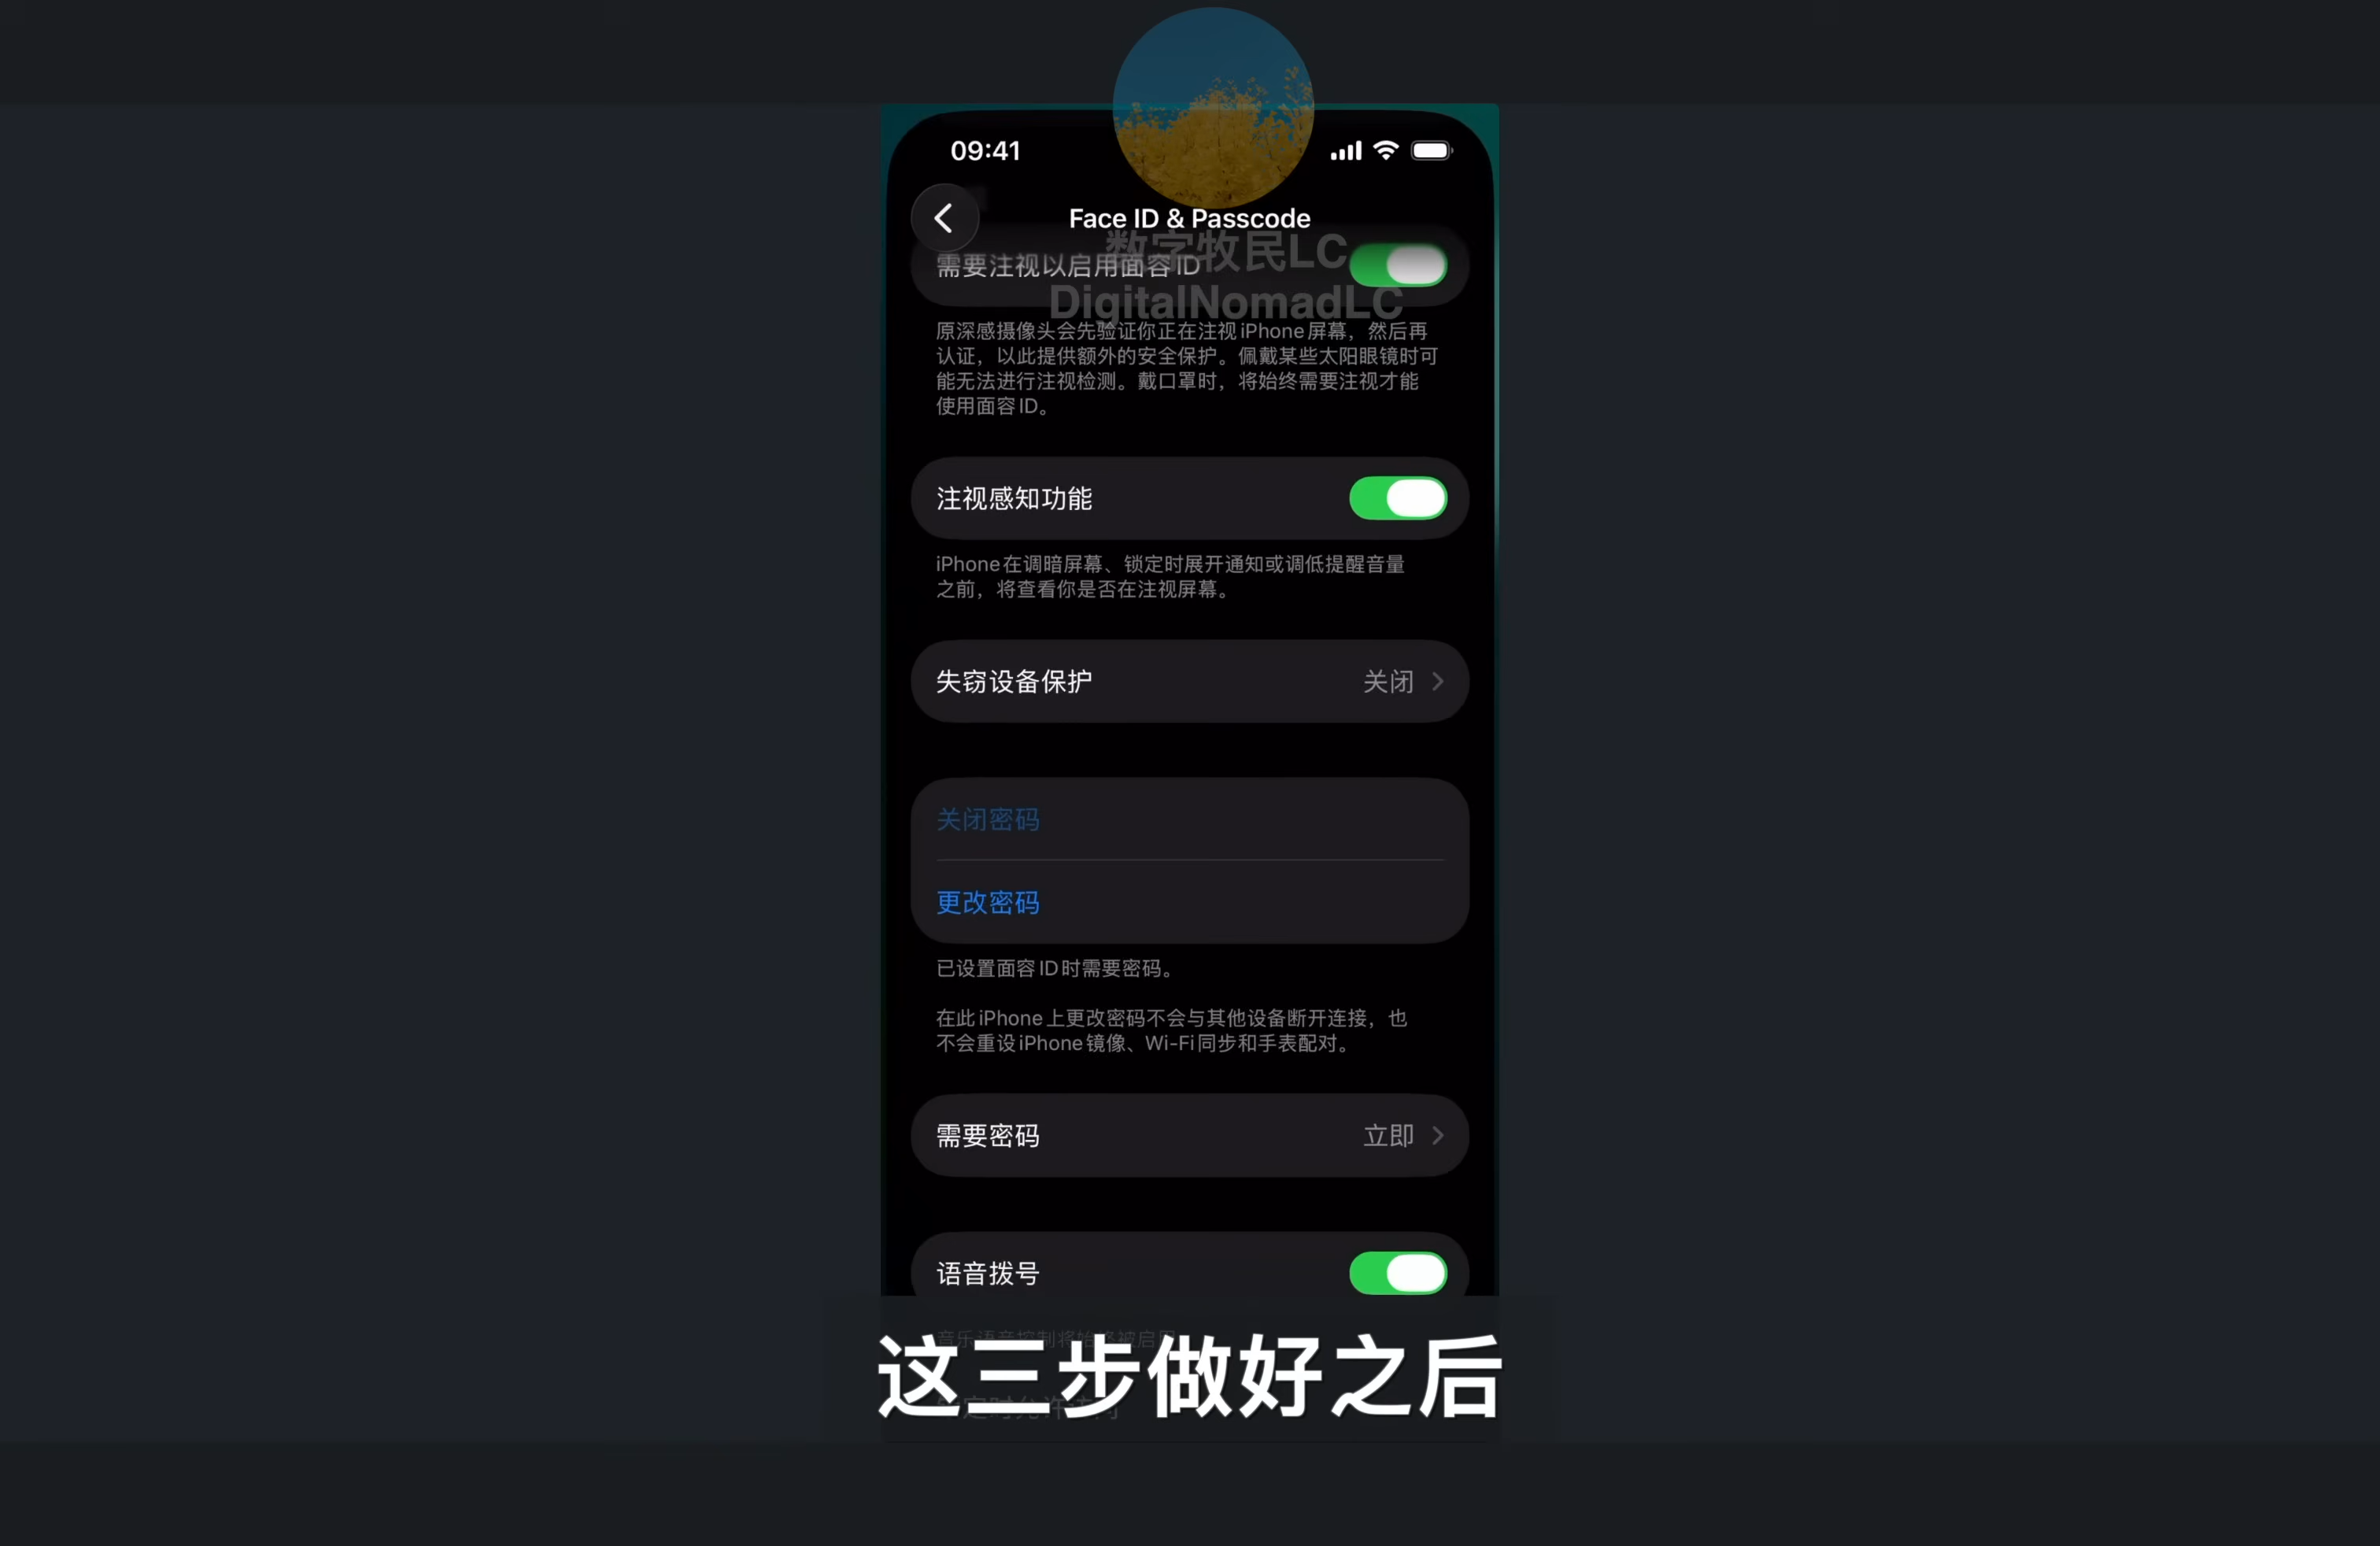 09:41
Face ID & Passcode
数字牧民LC
需要注视以启用面容ID
DigitalNomadLC
原深感摄像头会先验证你正在注视iPhone屏幕，然后再
认证，以此提供额外的安全保护。佩戴某些太阳眼镜时可
能无法进行注视检测。戴口罩时，将始终需要注视才能
使用面容ID。
注视感知功能
iPhone在调暗屏幕、锁定时展开通知或调低提醒音量
之前，将查看你是否在注视屏幕。
失窃设备保护 关闭
关闭密码
更改密码
已设置面容ID时需要密码。
在此iPhone上更改密码不会与其他设备断开连接，也
不会重设iPhone镜像、Wi-Fi同步和手表配对。
需要密码 立即
语音拨号
音乐语音控制将始终被启用
这三步做好之后